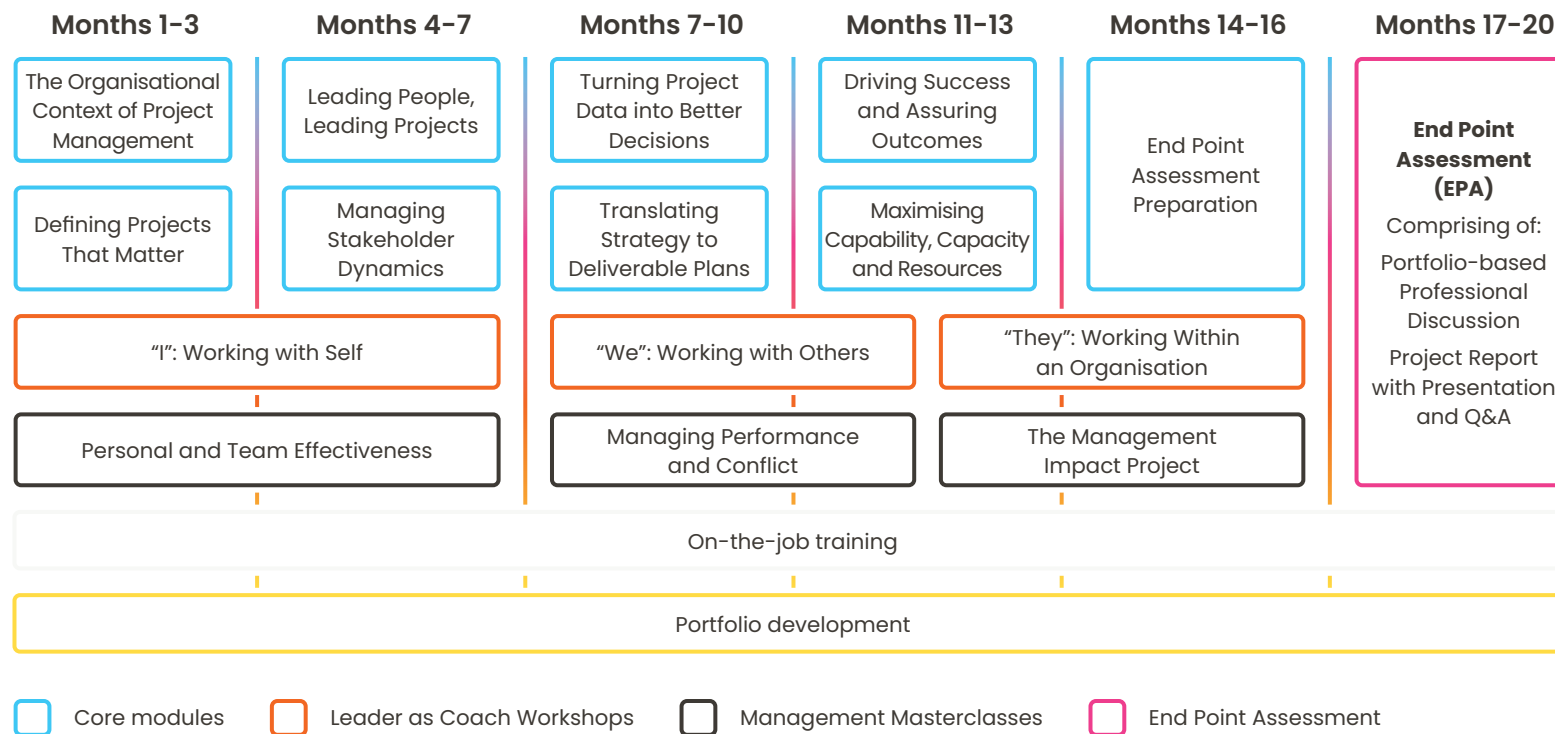 Months 1-3
Months 4-7
Months 7-10
Months 11-13
Months 14-16
Months 17-20
The Organisational
Context of Project
Management
Leading People,
Leading Projects
Turning Project
Data into Better
Decisions
Driving Success
and Assuring
Outcomes
End Point
Assessment
Preparation
End Point
Assessment
(EPA)
Comprising of:
Portfolio-based
Professional
Discussion
Project Report
with Presentation
and Q&A
Defining Projects
That Matter
Managing
Stakeholder
Dynamics
Translating
Strategy to
Deliverable Plans
Maximising
Capability, Capacity
and Resources
“I”: Working with Self
“We”: Working with Others
“They”: Working Within
an Organisation
Personal and Team Effectiveness
Managing Performance
and Conflict
The Management
Impact Project
On-the-job training
Portfolio development
Core modules
Leader as Coach Workshops
Management Masterclasses
End Point Assessment